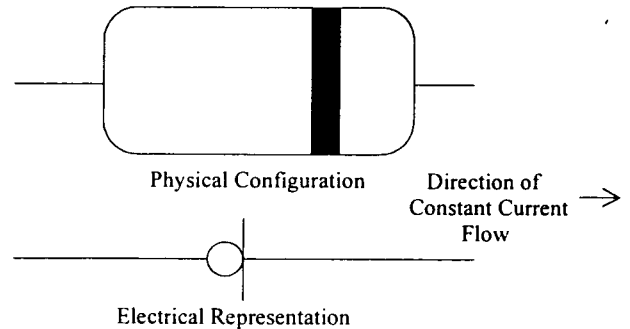 Physical Configuration
Direction of
Constant Current
Flow
Electrical Representation